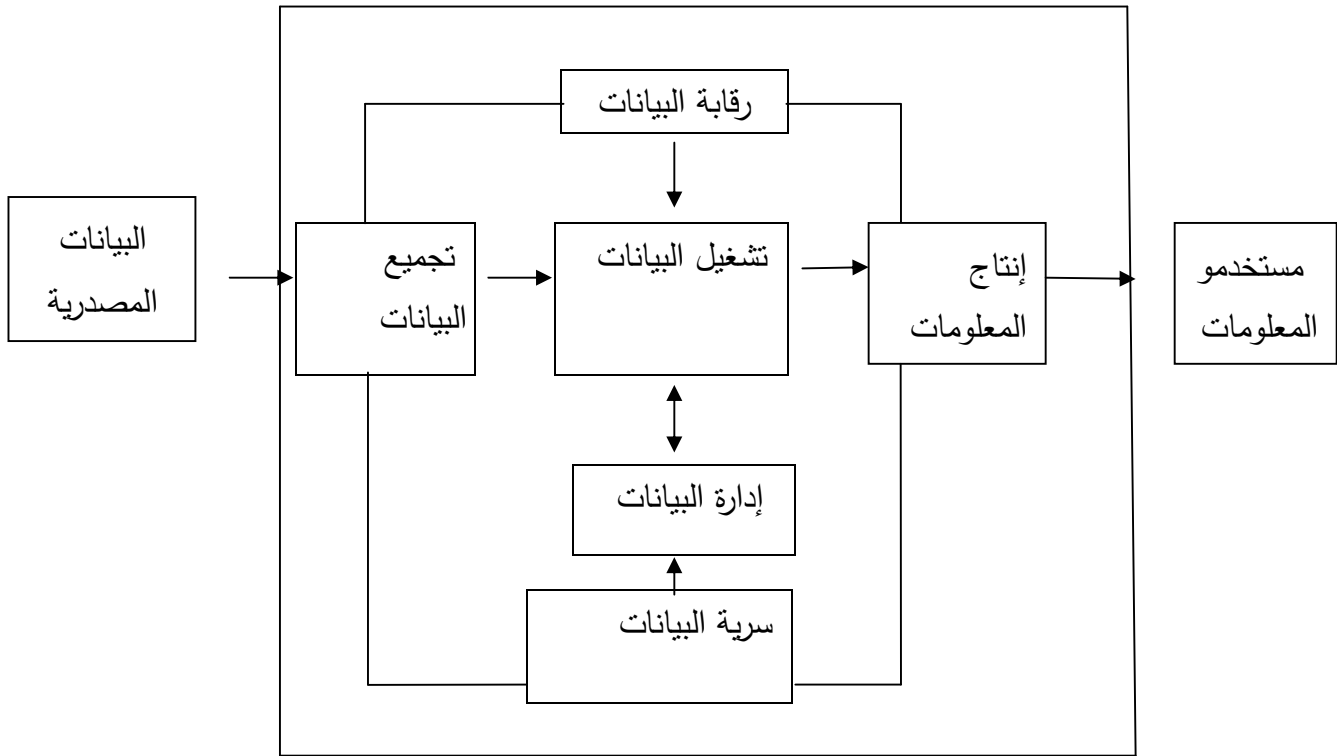 رقابة البيانات
البيانات
المصدرية
تجميع
البيانات
تشغيل البيانات
إنتاج
المعلومات
مستخدمو
المعلومات
إدارة البيانات
سرية البيانات